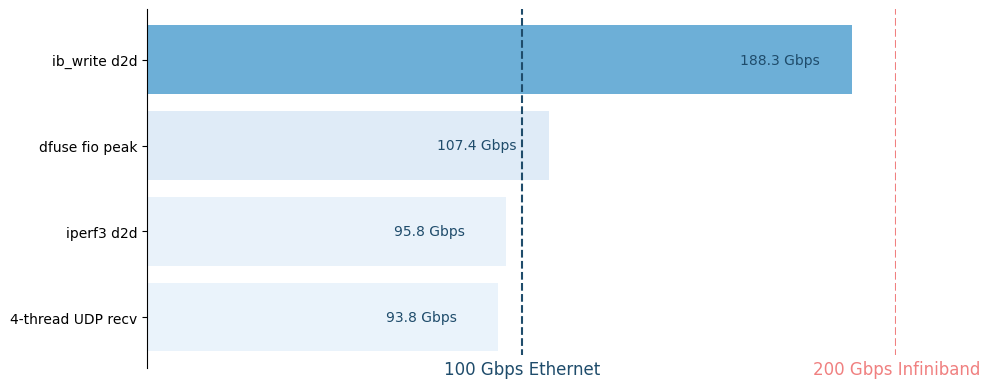 ib_write d2d
188.3 Gbps
dfuse fio peak
107.4 Gbps
iperf3 d2d
95.8 Gbps
4-thread UDP recv
93.8 Gbps
100 Gbps Ethernet
200 Gbps Infiniband